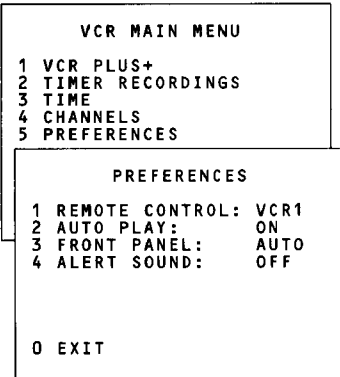 VCR MAIN MENU
1 VCR PLUS+
2 TIMER RECORDINGS
3 TIME
4 CHANNELS
5 PREFERENCES
PREFERENCES
1 REMOTE CONTROL: VCR1
2 AUTO PLAY: ON
3 FRONT PANEL: AUTO
4 ALERT SOUND: OFF
0 EXIT